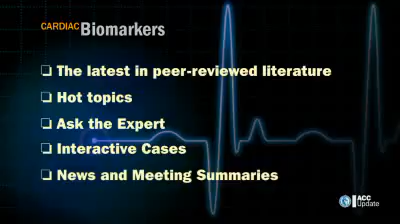 CARDIAC Biomarkers
❏ The latest in peer-reviewed literature
❏ Hot topics
❏ Ask the Expert
❏ Interactive Cases
❏ News and Meeting Summaries
ACC
Update